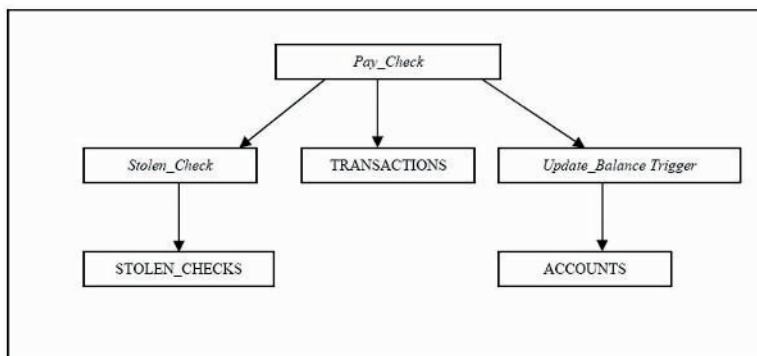 Pay_Check
Stolen_Check
TRANSACTIONS
Update_Balance Trigger
STOLEN_CHECKS
ACCOUNTS